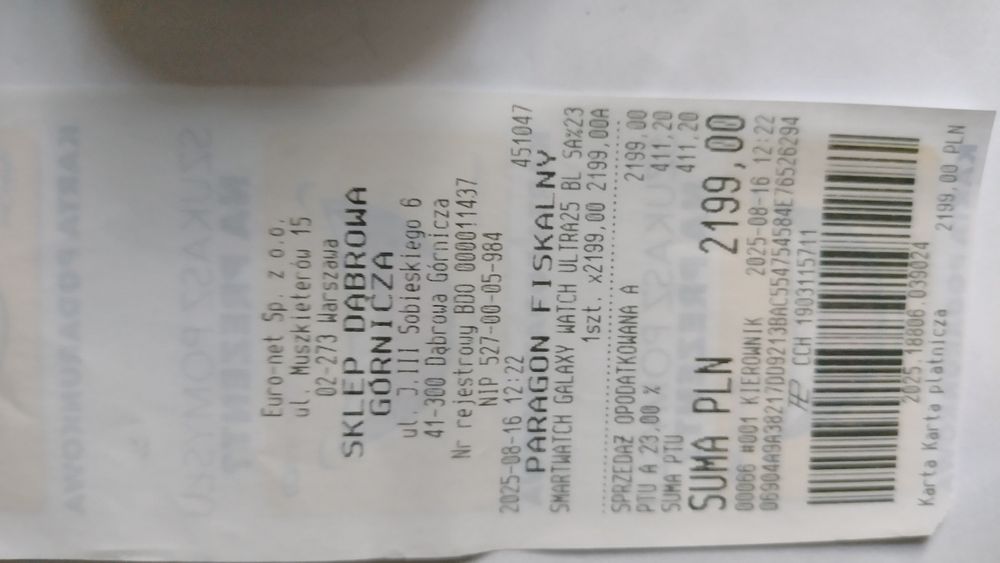 Euro-net Sp. z o.o.
ul. Muszkieterów 15
02-273 Warszawa
SKLEP DĄBROWA
GÓRNICZA
ul. J.III Sobieskiego 6
41-300 Dąbrowa Górnicza
Nr rejestrowy BDO 000011437
NIP 527-00-05-984
2025-08-16 12:22 451047
PARAGON FISKALNY
SMARTWATCH GALAXY WATCH ULTRA25 BL SA%23
1szt. x2199,00 2199,00A
SPRZEDAŻ OPODATKOWANA A 2199,00
PTU A 23,00 % 411,20
SUMA PTU 411,20
SUMA PLN 2199,00
00066 #001 KIEROWNIK 2025-08-16 12:22
CCH 1903115711
2025.18806.039024
Karta Karta płatnicza 2199,00 PLN